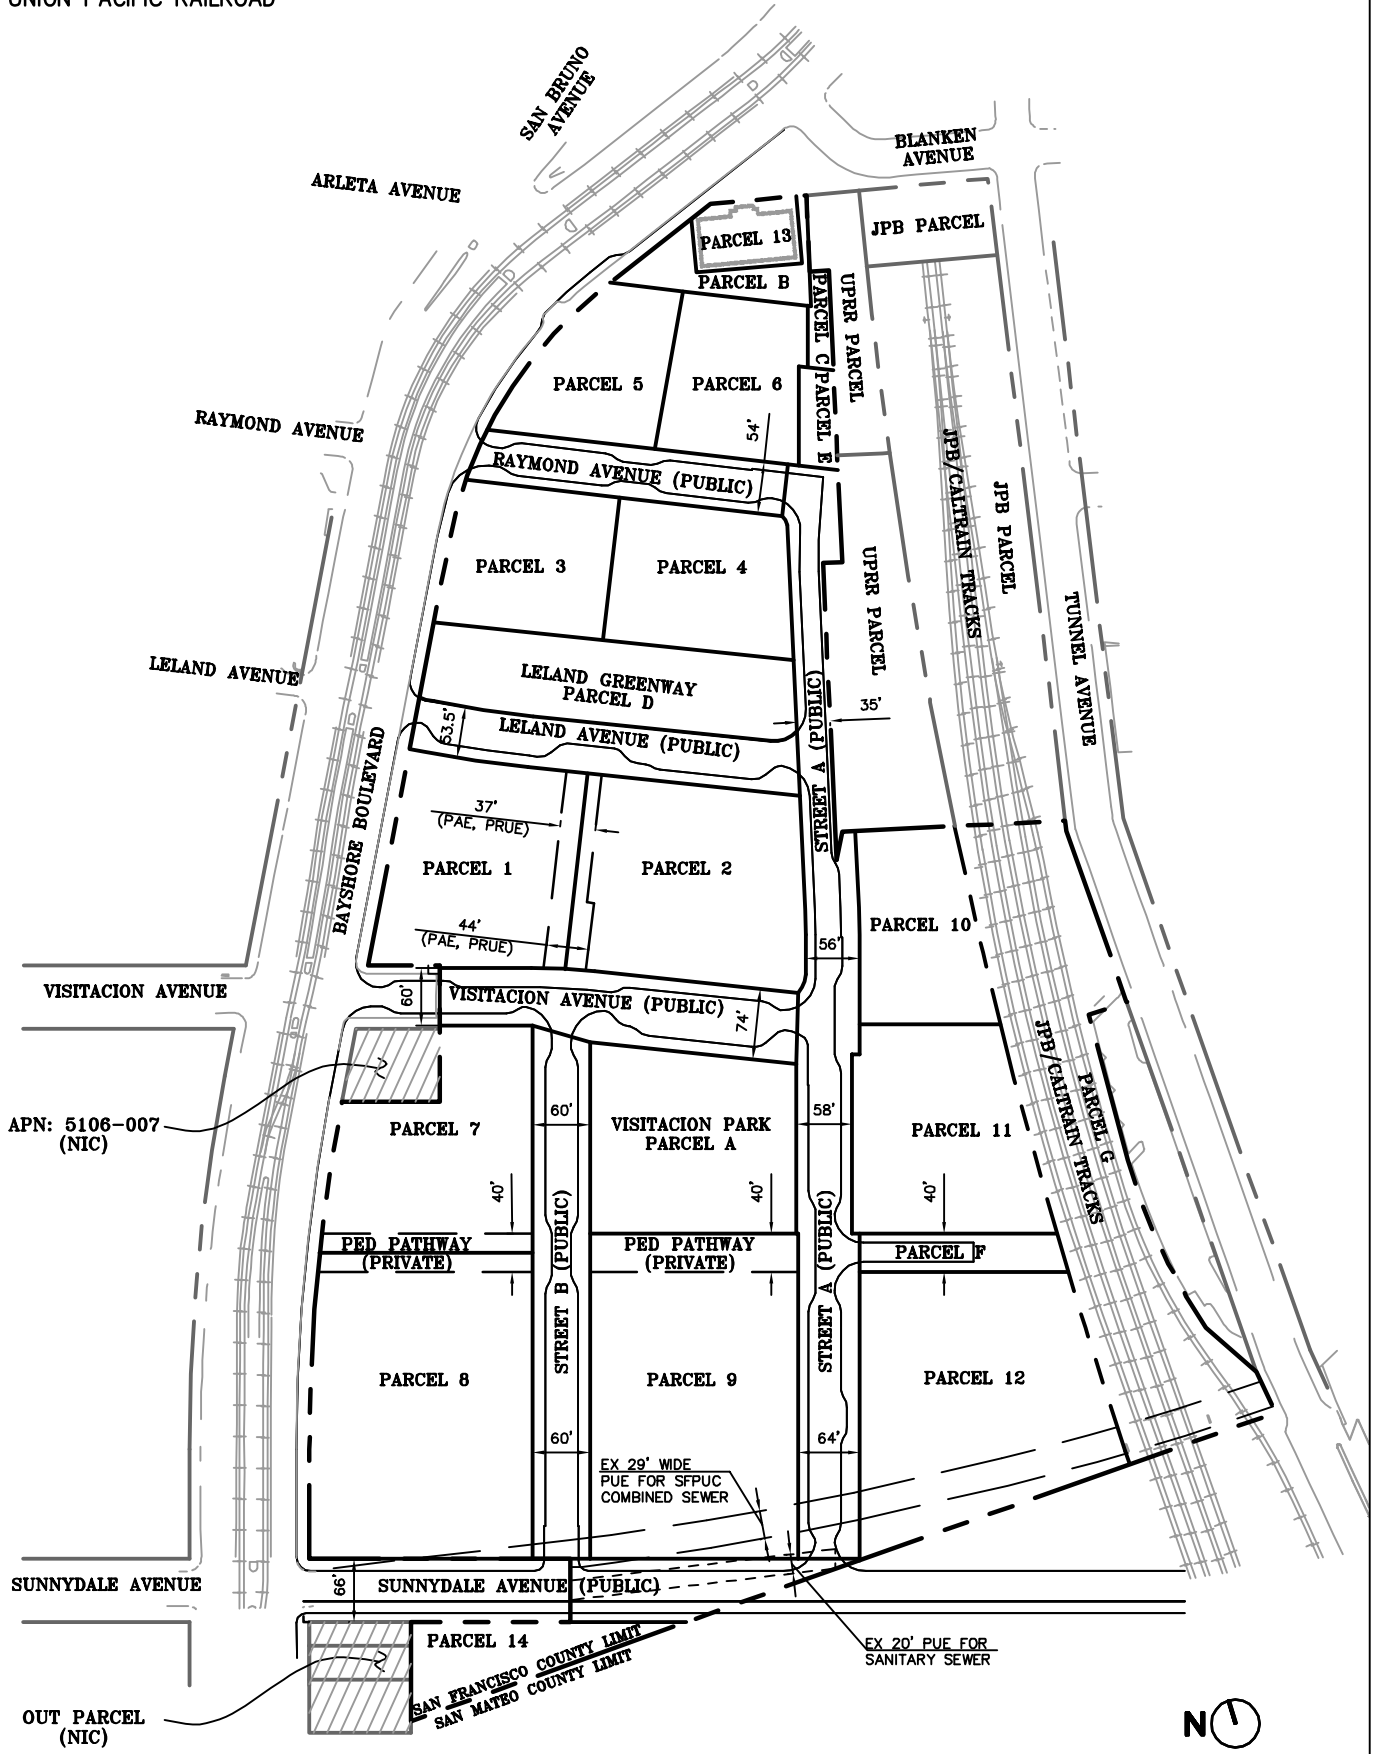 UNION PACIFIC RAILROAD
SAN BRUNO
AVENUE
BLANKEN
AVENUE
ARLETA AVENUE
JPB PARCEL
PARCEL 13
PARCEL B
PARCEL C
UPRR PARCEL
PARCEL 5
PARCEL 6
PARCEL E
54'
RAYMOND AVENUE
RAYMOND AVENUE (PUBLIC)
JPB/CALTRAIN TRACKS
JPB PARCEL
PARCEL 3
PARCEL 4
UPRR PARCEL
TUNNEL AVENUE
LELAND AVENUE
LELAND GREENWAY
PARCEL D
35'
53.5'
LELAND AVENUE (PUBLIC)
STREET A (PUBLIC)
BAYSHORE BOULEVARD
37'
(PAE, PRUE)
PARCEL 1
PARCEL 2
44'
(PAE, PRUE)
PARCEL 10
56'
VISITACION AVENUE
60'
VISITACION AVENUE (PUBLIC)
74'
JPB/CALTRAIN TRACKS
PARCEL G
APN: 5106-007
(NIC)
PARCEL 7
60'
VISITACION PARK
PARCEL A
58'
PARCEL 11
40'
40'
40'
PED PATHWAY
(PRIVATE)
STREET B (PUBLIC)
PED PATHWAY
(PRIVATE)
STREET A (PUBLIC)
PARCEL F
PARCEL 8
PARCEL 9
PARCEL 12
60'
64'
EX 29' WIDE
PUE FOR SFPUC
COMBINED SEWER
SUNNYDALE AVENUE
66'
SUNNYDALE AVENUE (PUBLIC)
PARCEL 14
SAN FRANCISCO COUNTY LIMIT
SAN MATEO COUNTY LIMIT
EX 20' PUE FOR
SANITARY SEWER
OUT PARCEL
(NIC)
N